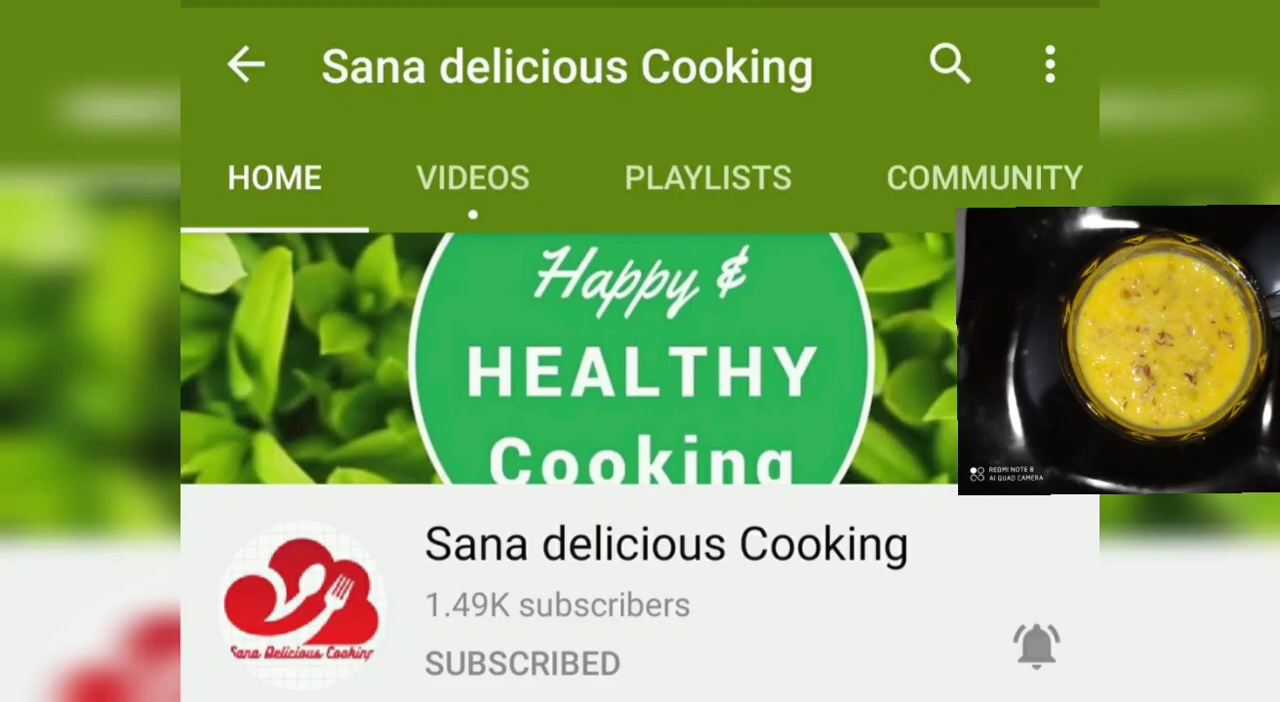 Sana delicious Cooking
HOME VIDEOS PLAYLISTS COMMUNITY
Happy &
HEALTHY
Cooking
REDMI NOTE 8
AI QUAD CAMERA
Sana delicious Cooking
1.49K subscribers
Sana Delicious Cooking
SUBSCRIBED